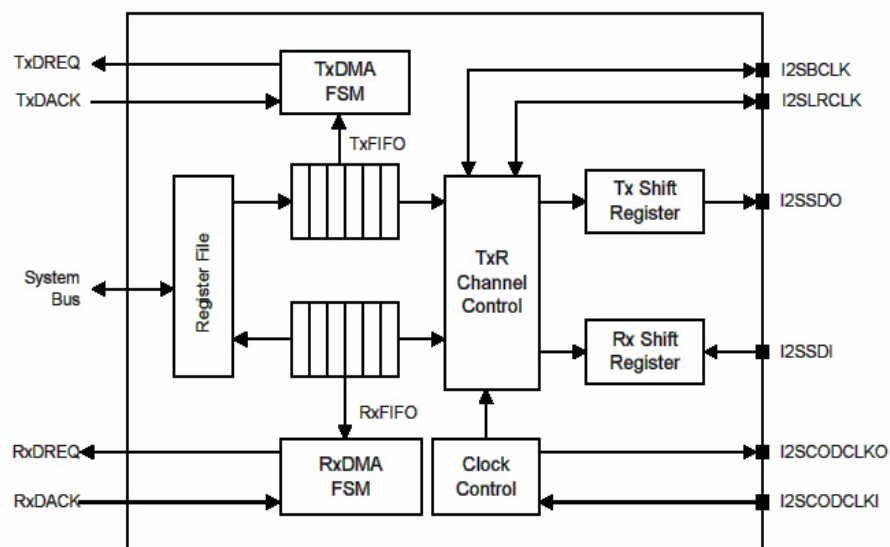 TxDREQ
TxDMA
FSM
I2SBCLK
TxDACK
I2SLRCLK
TxFIFO
Register File
Tx Shift
Register
I2SSDO
TxR
Channel
Control
System
Bus
Rx Shift
Register
I2SSDI
RxFIFO
RxDREQ
RxDMA
FSM
Clock
Control
I2SCODCLKO
RxDACK
I2SCODCLKI